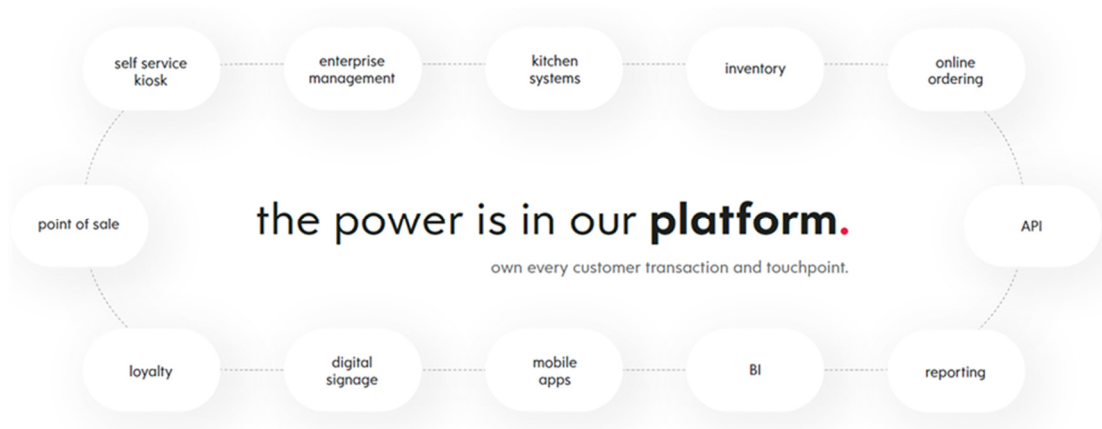 self service
kiosk
enterprise
management
kitchen
systems
inventory
online
ordering
point of sale
the power is in our platform.
own every customer transaction and touchpoint.
API
loyalty
digital
signage
mobile
apps
BI
reporting